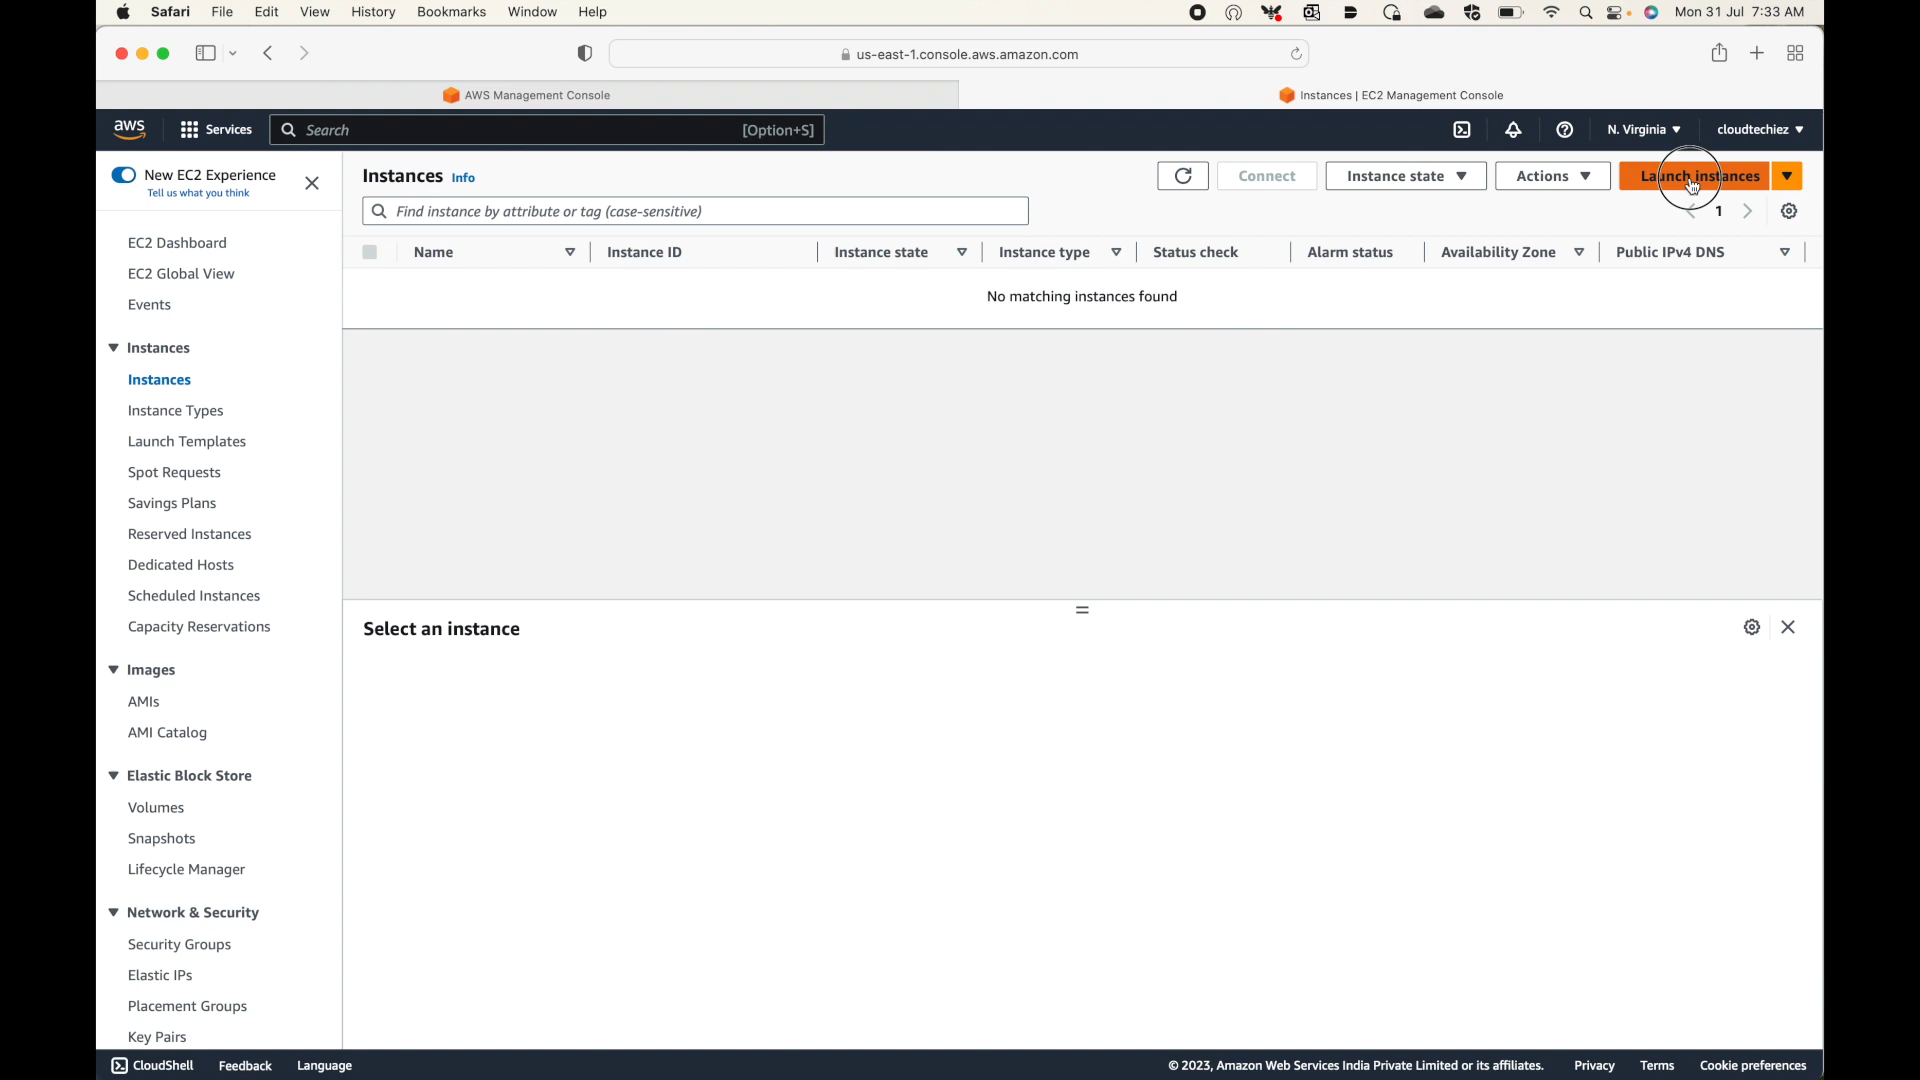 Safari File Edit View History Bookmarks Window Help Mon 31 Jul 7:33 AM
us-east-1.console.aws.amazon.com
AWS Management Console
Instances | EC2 Management Console
aws Services Search [Option+S] N. Virginia cloudtechiez
New EC2 Experience
Tell us what you think
EC2 Dashboard
EC2 Global View
Events
Instances
Instances
Instance Types
Launch Templates
Spot Requests
Savings Plans
Reserved Instances
Dedicated Hosts
Scheduled Instances
Capacity Reservations
Images
AMIs
AMI Catalog
Elastic Block Store
Volumes
Snapshots
Lifecycle Manager
Network & Security
Security Groups
Elastic IPs
Placement Groups
Key Pairs
Instances Info Connect Instance state Actions Launch instances
Find instance by attribute or tag (case-sensitive) 1
Name Instance ID Instance state Instance type Status check Alarm status Availability Zone Public IPv4 DNS
No matching instances found
Select an instance
CloudShell Feedback Language © 2023, Amazon Web Services India Private Limited or its affiliates. Privacy Terms Cookie preferences